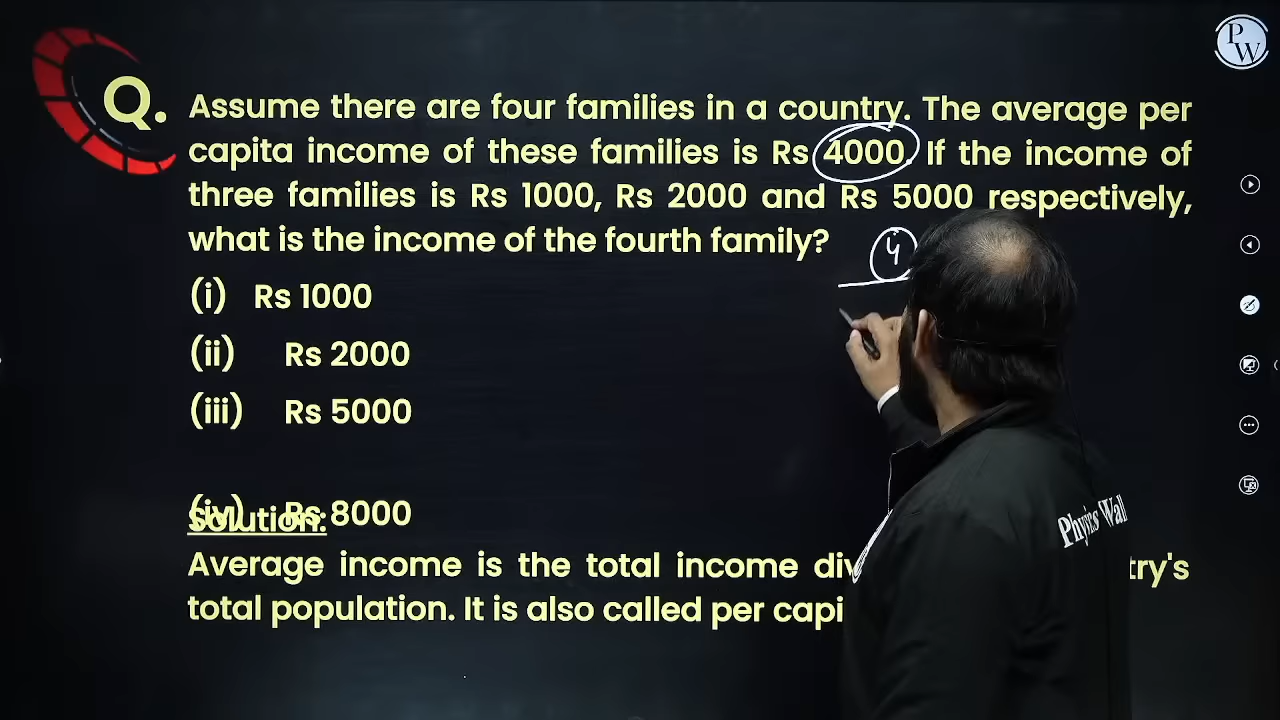 P
W
Q.
Assume there are four families in a country. The average per
capita income of these families is Rs 4000. If the income of
three families is Rs 1000, Rs 2000 and Rs 5000 respectively,
what is the income of the fourth family?
4
(i) Rs 1000
(ii) Rs 2000
(iii) Rs 5000
(iv) Rs 8000
Solution:
Average income is the total income div try's
total population. It is also called per capi
Physics Wall